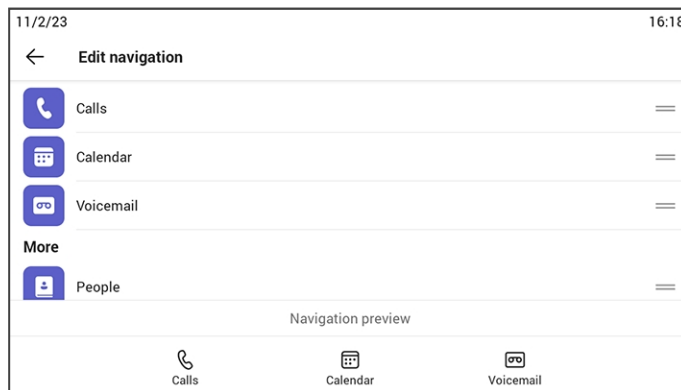 11/2/23 16:18
Edit navigation
Calls
Calendar
Voicemail
More
People
Navigation preview
Calls Calendar Voicemail